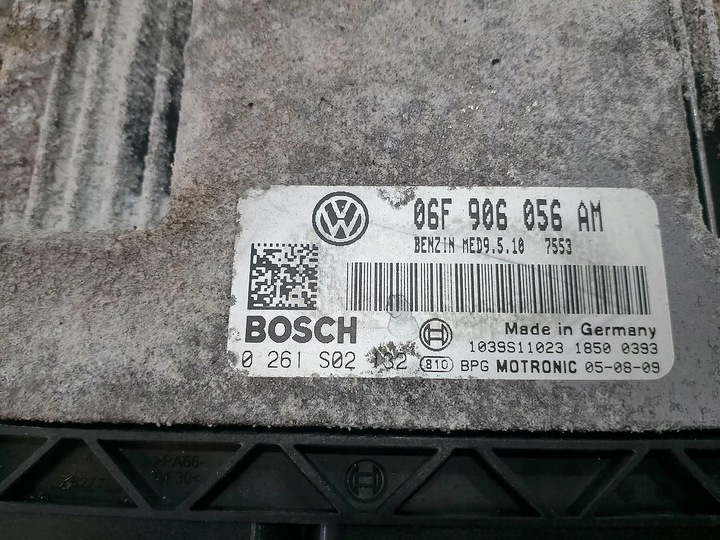 06F 906 056 AM
BENZIN MED9.5.10 7553
BOSCH
Made in Germany
1039S11023 1850 0393
0 261 S02 132
810 BPG MOTRONIC 05-08-09
>PA66-
GF30<